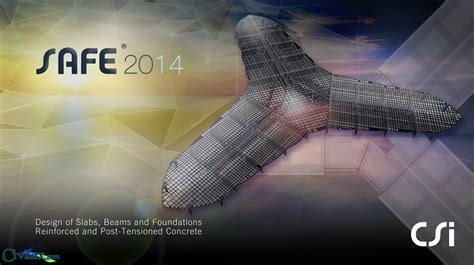 SAFE® 2014
Design of Slabs, Beams and Foundations
Reinforced and Post-Tensioned Concrete
CSi